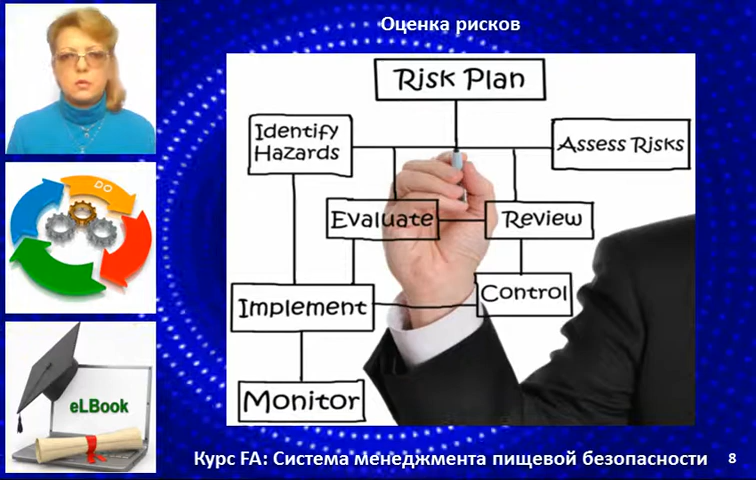 Оценка рисков
Risk Plan
Identify
Hazards
Assess Risks
Evaluate
Review
Implement
Control
Monitor
DO
eLBook
Курс FA: Система менеджмента пищевой безопасности
8